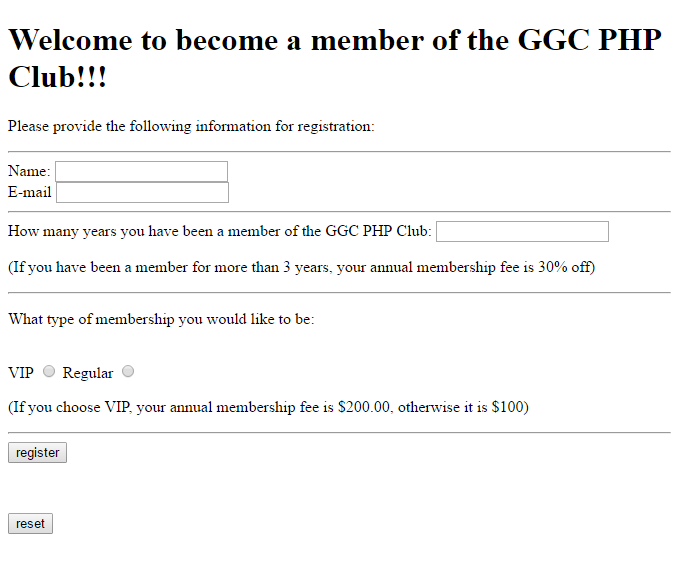 Welcome to become a member of the GGC PHP
Club!!!
Please provide the following information for registration:
Name:
E-mail
How many years you have been a member of the GGC PHP Club:
(If you have been a member for more than 3 years, your annual membership fee is 30% off)
What type of membership you would like to be:
VIP Regular
(If you choose VIP, your annual membership fee is $200.00, otherwise it is $100)
register
reset